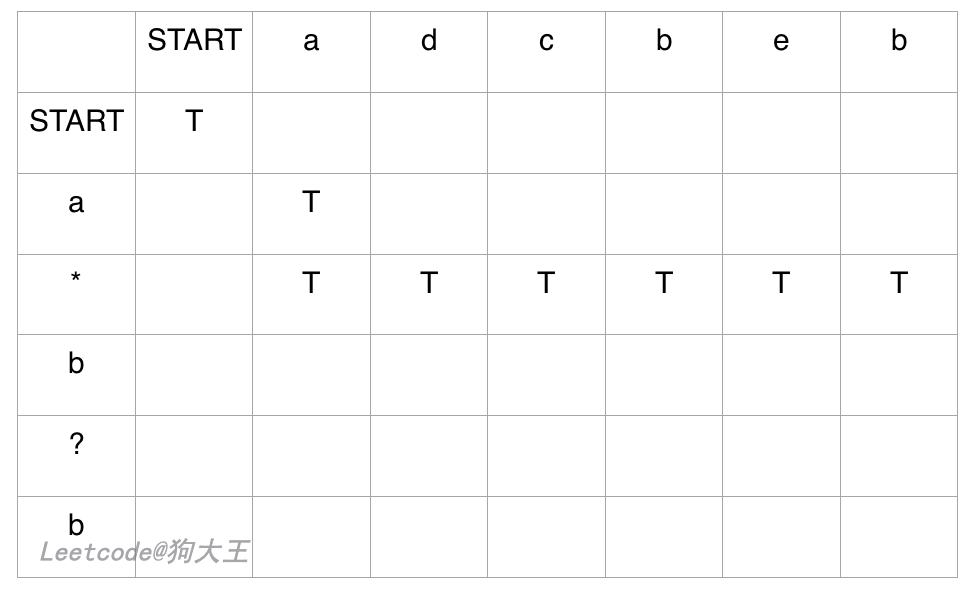 START a d c b e b
START T
a T
* T T T T T T
b
?
b
Leetcode@狗大王